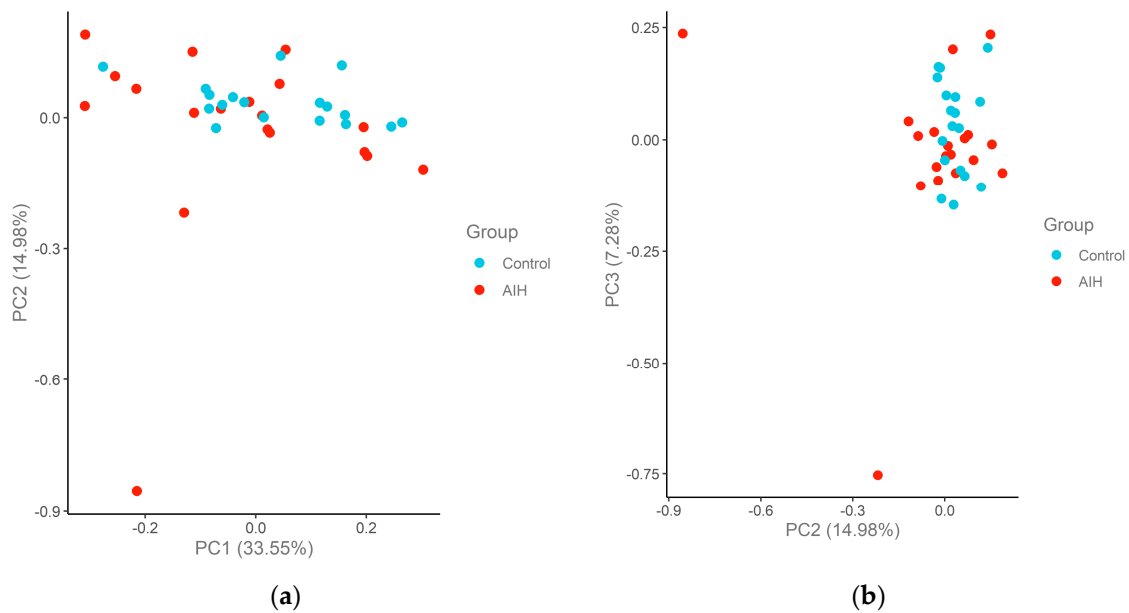 0.0
-0.3
-0.6
-0.9
PC2 (14.98%)
-0.2
0.0
0.2
PC1 (33.55%)
Group
Control
AIH
(a)
0.25
0.00
-0.25
-0.50
-0.75
PC3 (7.28%)
-0.9
-0.6
-0.3
0.0
PC2 (14.98%)
Group
Control
AIH
(b)